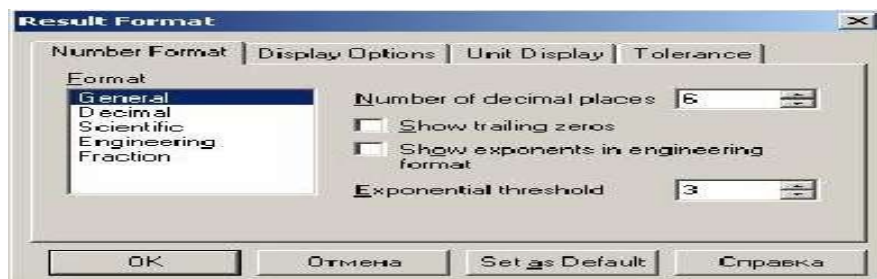 Result Format
Number Format Display Options Unit Display Tolerance
Format
General
Decimal
Scientific
Engineering
Fraction
Number of decimal places 6
Show trailing zeros
Show exponents in engineering
format
Exponential threshold 3
OK Отмена Set as Default Справка